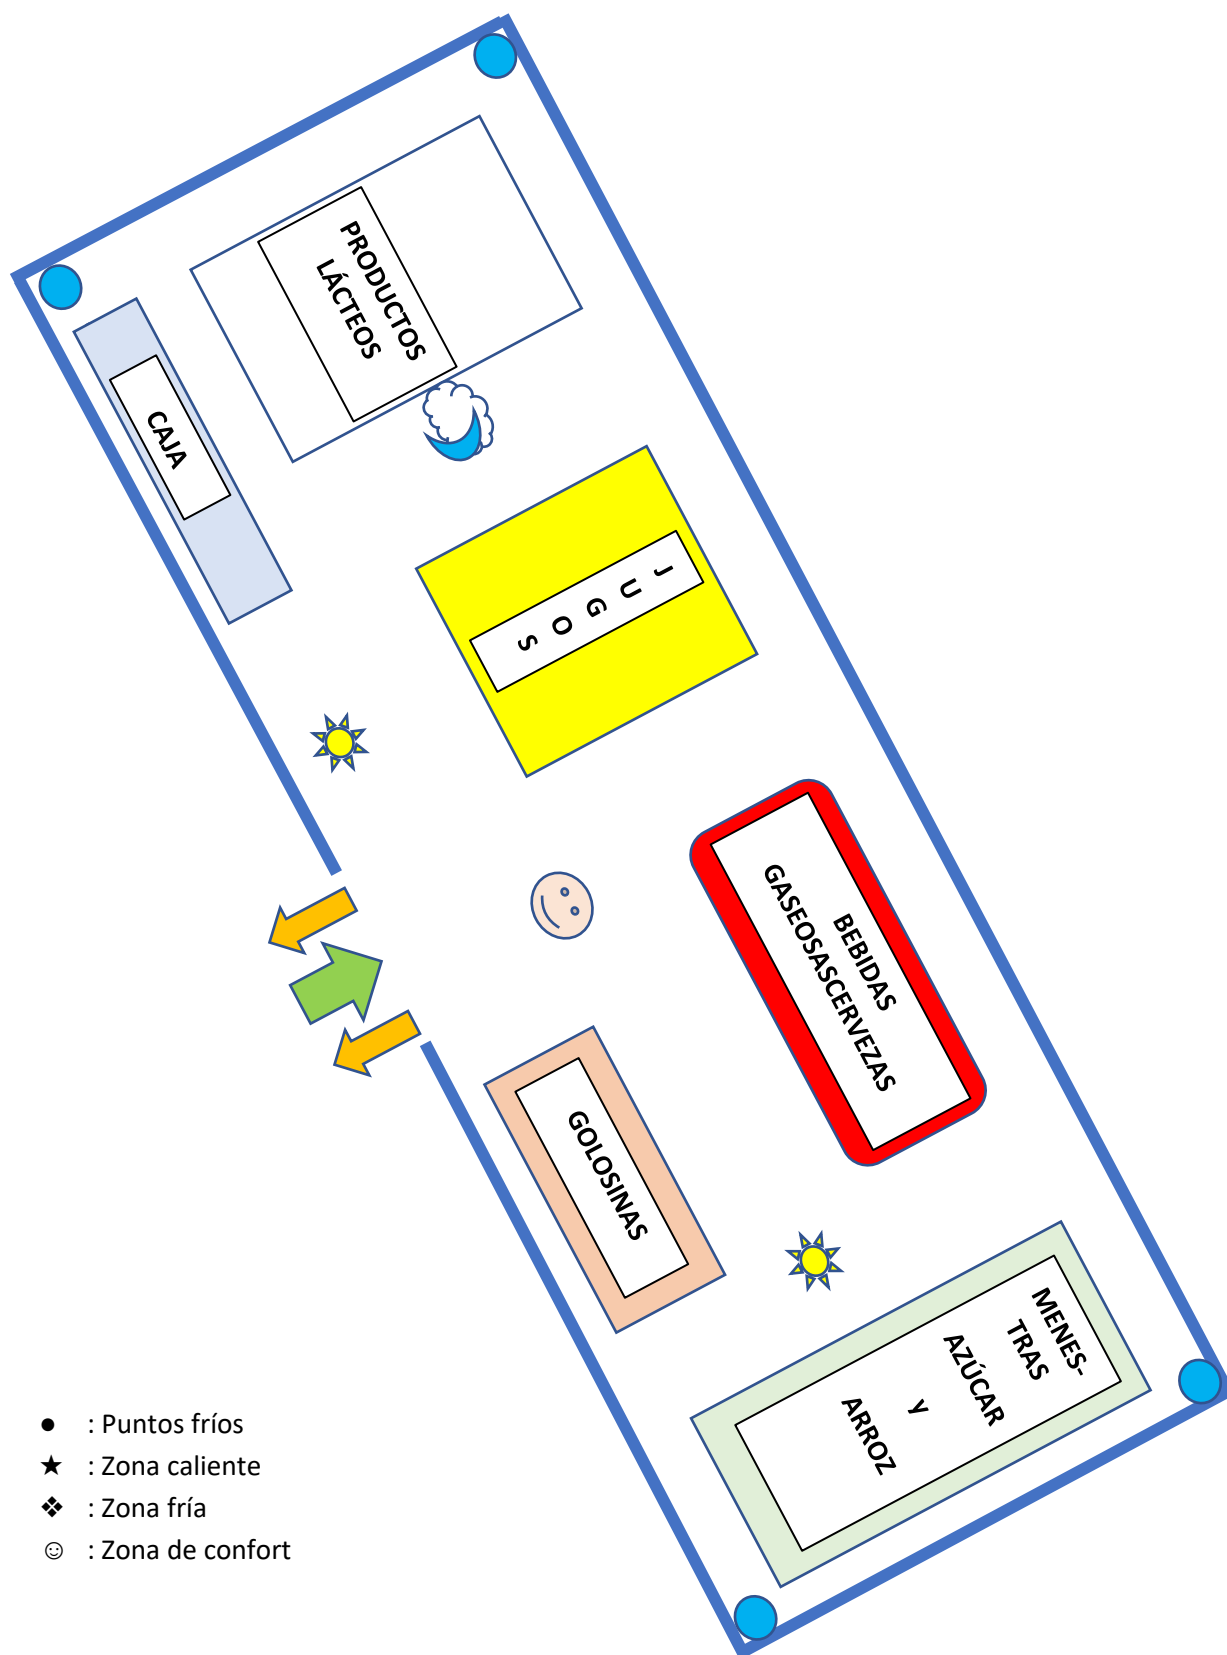 PRODUCTOS
LÁCTEOS
CAJA
JUGOS
BEBIDAS
GASEOSASCERVEZAS
GOLOSINAS
MENES-
TRAS
AZÚCAR
y
ARROZ
● : Puntos fríos
★ : Zona caliente
❖ : Zona fría
☺ : Zona de confort